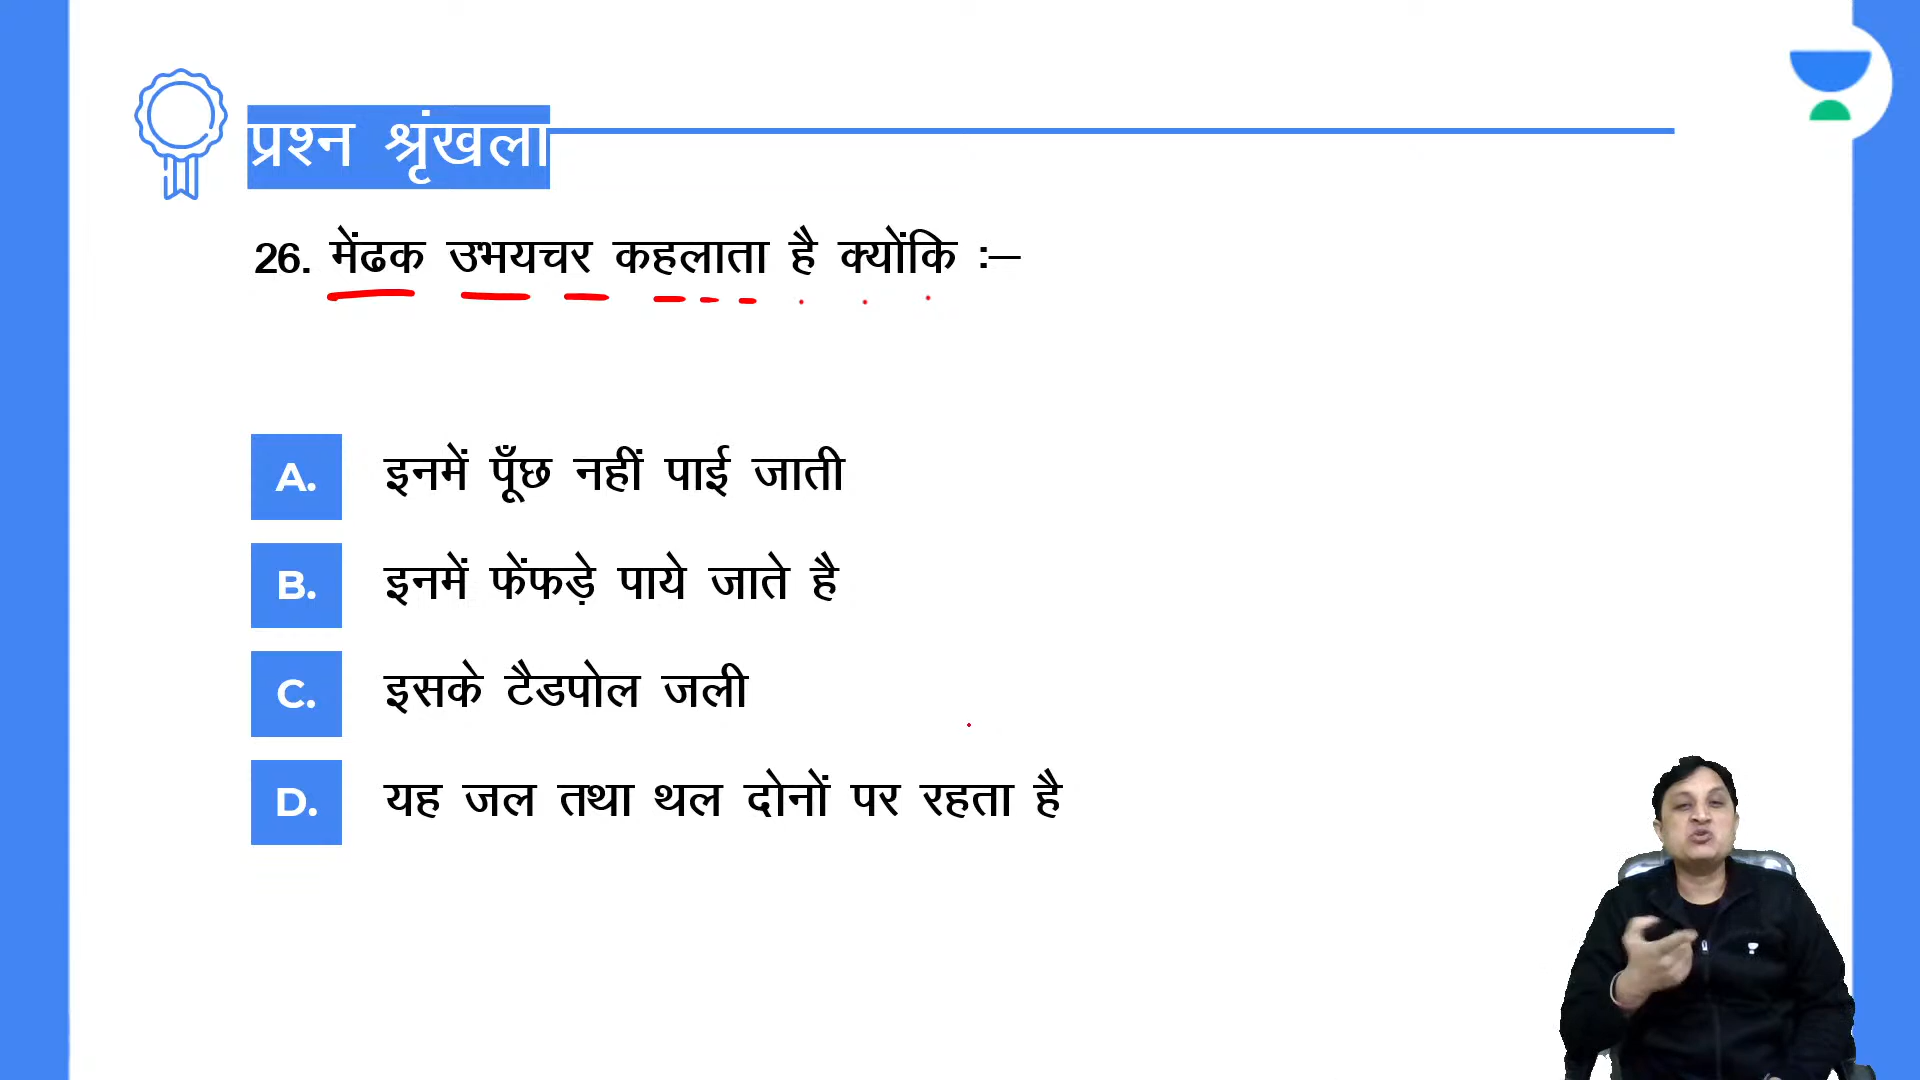 प्रश्न श्रृंखला
26. मेंढक उभयचर कहलाता है क्योंकि :–
A. इनमें पूँछ नहीं पाई जाती
B. इनमें फेंफड़े पाये जाते है
C. इसके टैडपोल जली
D. यह जल तथा थल दोनों पर रहता है